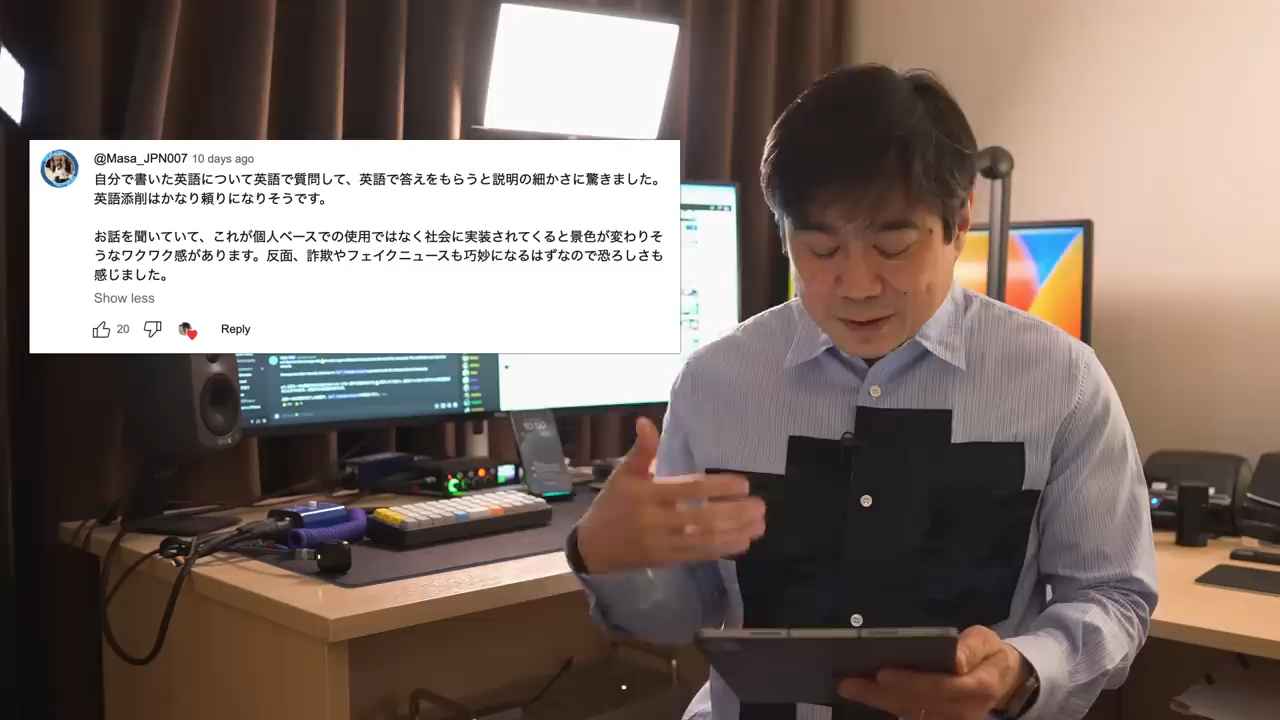 @Masa_JPN007 10 days ago
自分で書いた英語について英語で質問して、英語で答えをもらうと説明の細かさに驚きました。
英語添削はかなり頼りになりそうです。
お話を聞いていて、これが個人ベースでの使用ではなく社会に実装されてくると景色が変わりそ
うなワクワク感があります。反面、詐欺やフェイクニュースも巧妙になるはずなので恐ろしさも
感じました。
Show less
20
Reply
10:50